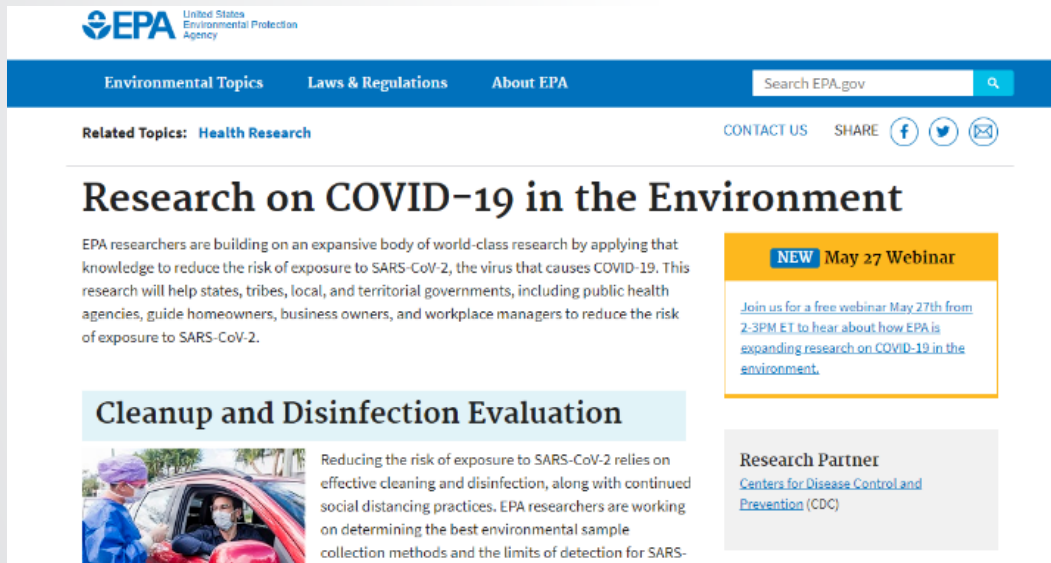 EPA United States
Environmental Protection
Agency
Environmental Topics Laws & Regulations About EPA Search EPA.gov
Related Topics: Health Research CONTACT US SHARE
Research on COVID-19 in the Environment
EPA researchers are building on an expansive body of world-class research by applying that
knowledge to reduce the risk of exposure to SARS-CoV-2, the virus that causes COVID-19. This
research will help states, tribes, local, and territorial governments, including public health
agencies, guide homeowners, business owners, and workplace managers to reduce the risk
of exposure to SARS-CoV-2.
NEW May 27 Webinar
Join us for a free webinar May 27th from
2-3PM ET to hear about how EPA is
expanding research on COVID-19 in the
environment.
Cleanup and Disinfection Evaluation
Reducing the risk of exposure to SARS-CoV-2 relies on
effective cleaning and disinfection, along with continued
social distancing practices. EPA researchers are working
on determining the best environmental sample
collection methods and the limits of detection for SARS-
Research Partner
Centers for Disease Control and
Prevention (CDC)